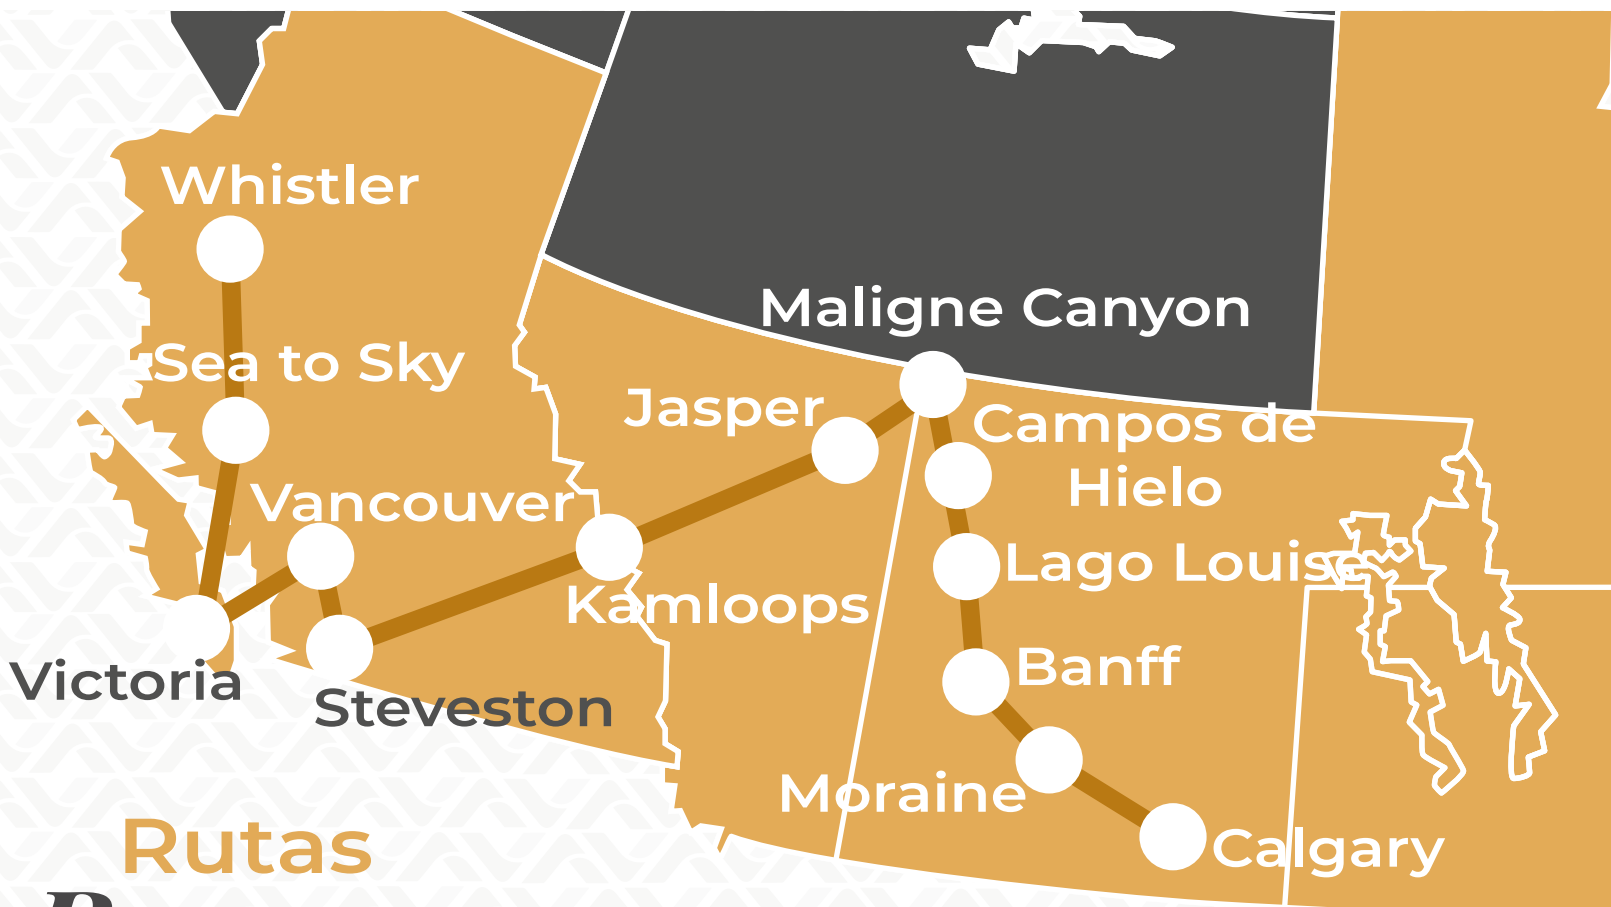 Whistler
Maligne Canyon
Sea to Sky
Jasper
Campos de
Hielo
Vancouver
Lago Louise
Kamloops
Banff
Victoria
Steveston
Moraine
Calgary
Rutas